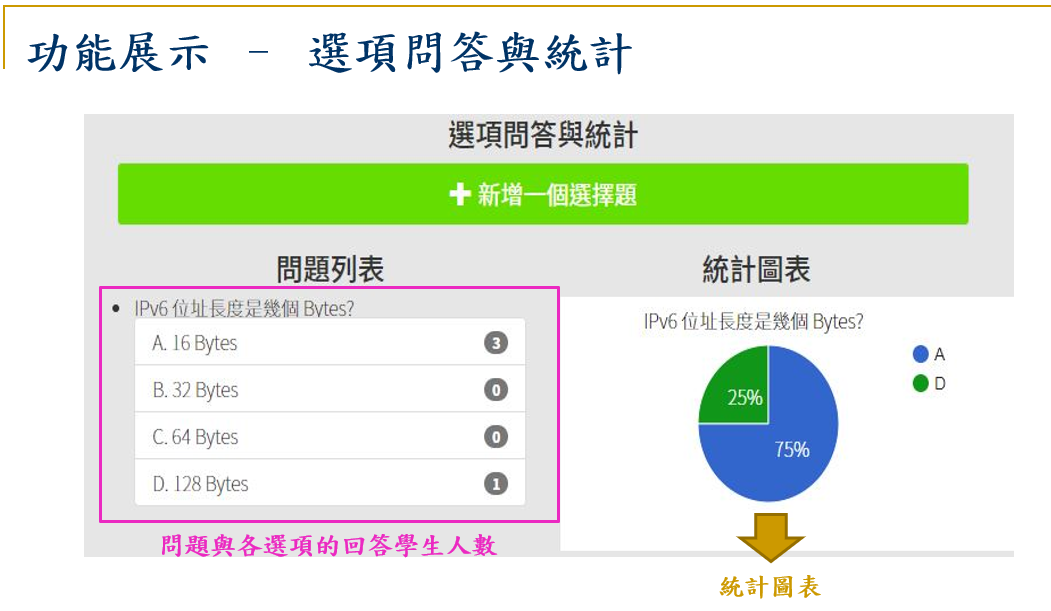 功能展示 - 選項問答與統計
選項問答與統計
+ 新增一個選擇題
問題列表
• IPv6 位址長度是幾個 Bytes?
A. 16 Bytes 3
B. 32 Bytes 0
C. 64 Bytes 0
D. 128 Bytes 1
問題與各選項的回答學生人數
統計圖表
IPv6 位址長度是幾個 Bytes?
A
D
25%
75%
統計圖表